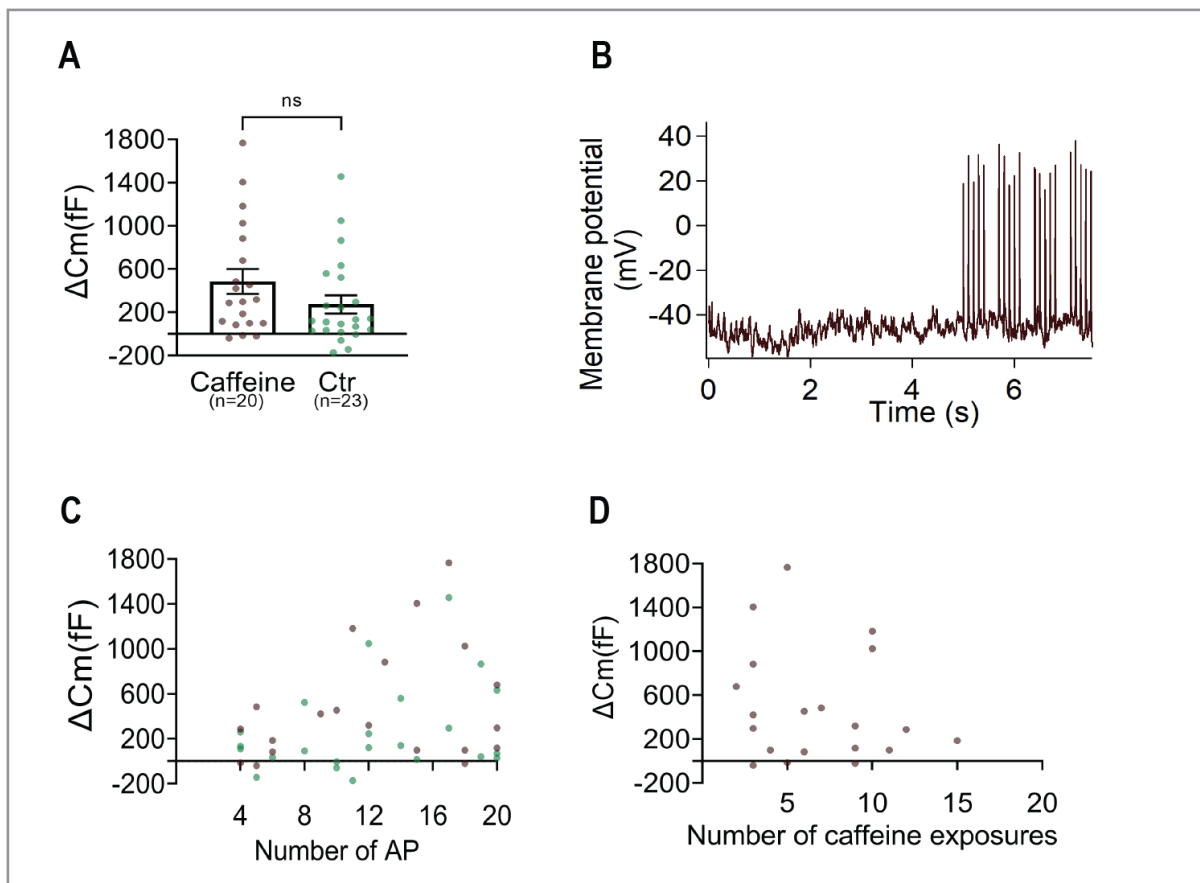 A
ns
ΔCm(fF)
1800
1400
1000
600
200
-200
Caffeine
(n=20)
Ctr
(n=23)
B
Membrane potential
(mV)
40
20
0
-20
-40
0 2 4 6
Time (s)
C
ΔCm(fF)
1800
1400
1000
600
200
-200
4 8 12 16 20
Number of AP
D
ΔCm(fF)
1800
1400
1000
600
200
-200
5 10 15 20
Number of caffeine exposures